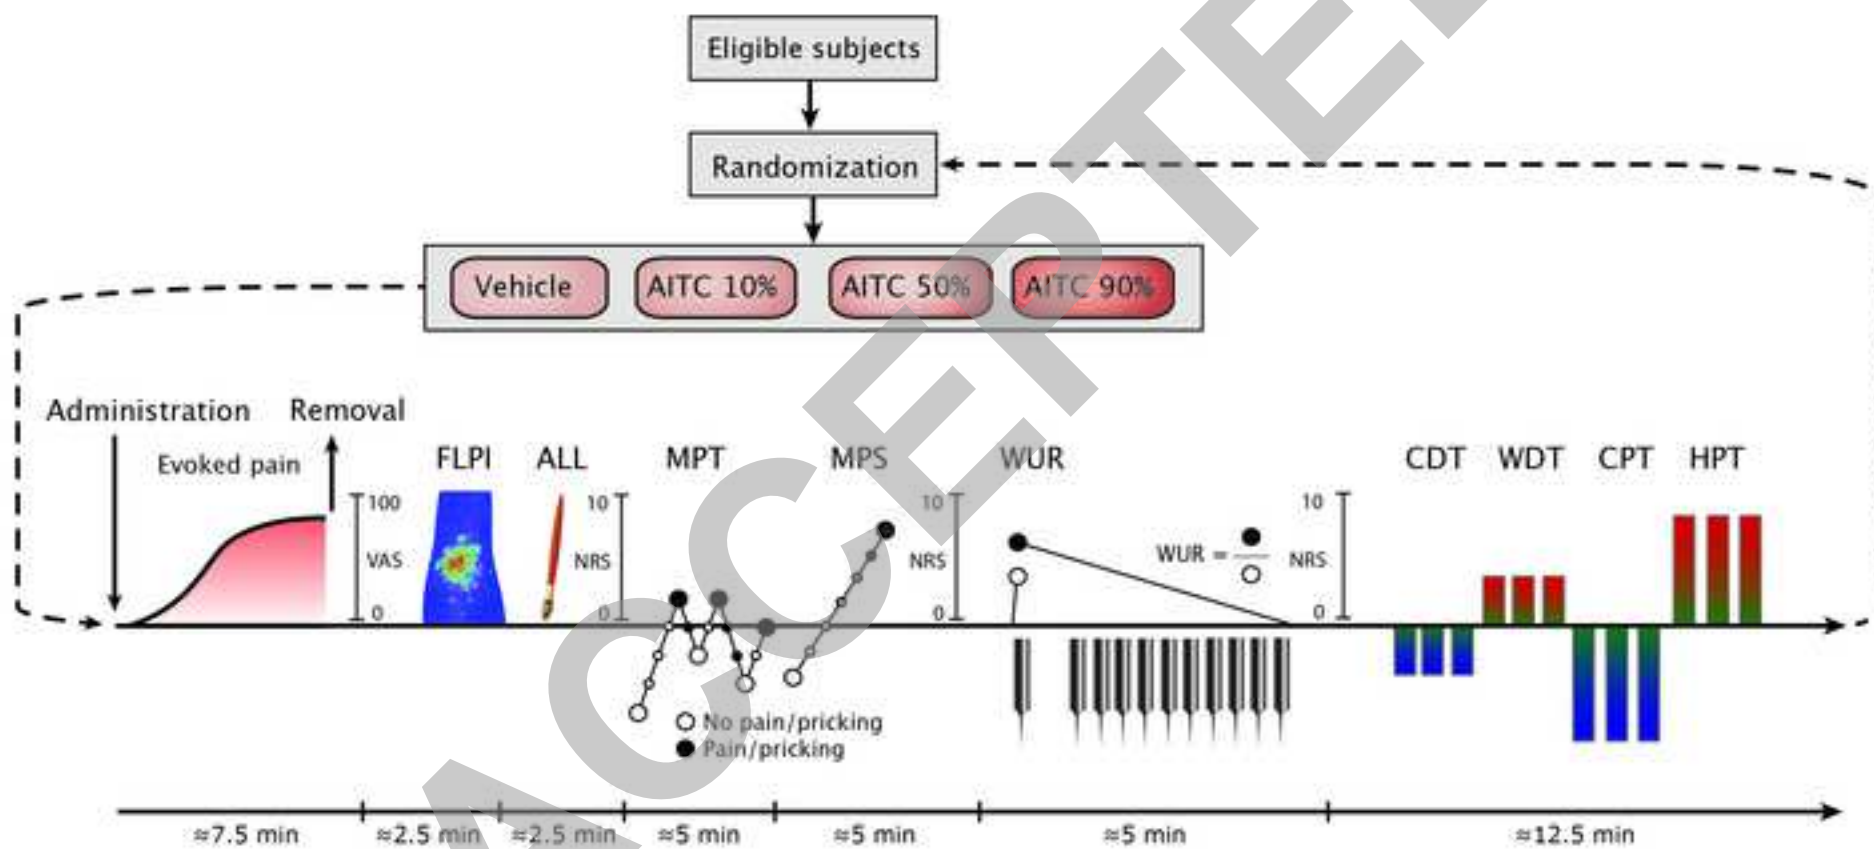 Eligible subjects
Randomization
Vehicle AITC 10% AITC 50% AITC 90%
Administration Removal
Evoked pain
FLPI ALL MPT MPS WUR CDT WDT CPT HPT
100 10 10 10
VAS NRS NRS WUR = NRS
0 0 0 0
No pain/pricking
Pain/pricking
≈7.5 min ≈2.5 min ≈2.5 min ≈5 min ≈5 min ≈5 min ≈12.5 min
ACCEPTE